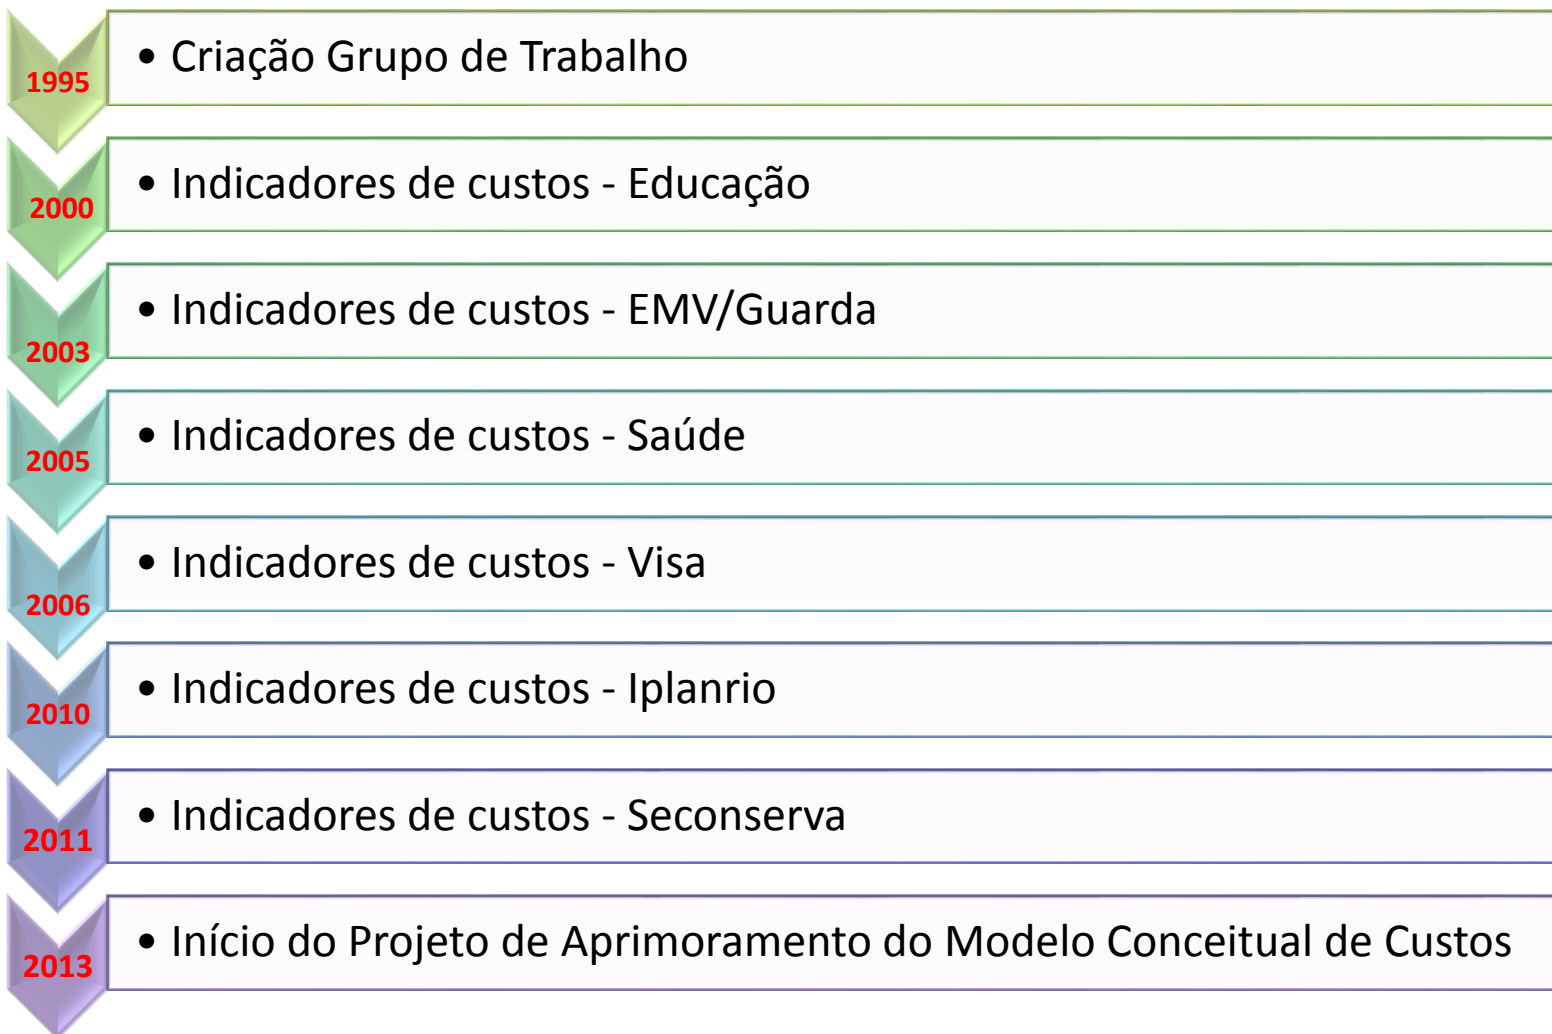 1995
• Criação Grupo de Trabalho
2000
• Indicadores de custos - Educação
2003
• Indicadores de custos - EMV/Guarda
2005
• Indicadores de custos - Saúde
2006
• Indicadores de custos - Visa
2010
• Indicadores de custos - Iplanrio
2011
• Indicadores de custos - Seconserva
2013
• Início do Projeto de Aprimoramento do Modelo Conceitual de Custos